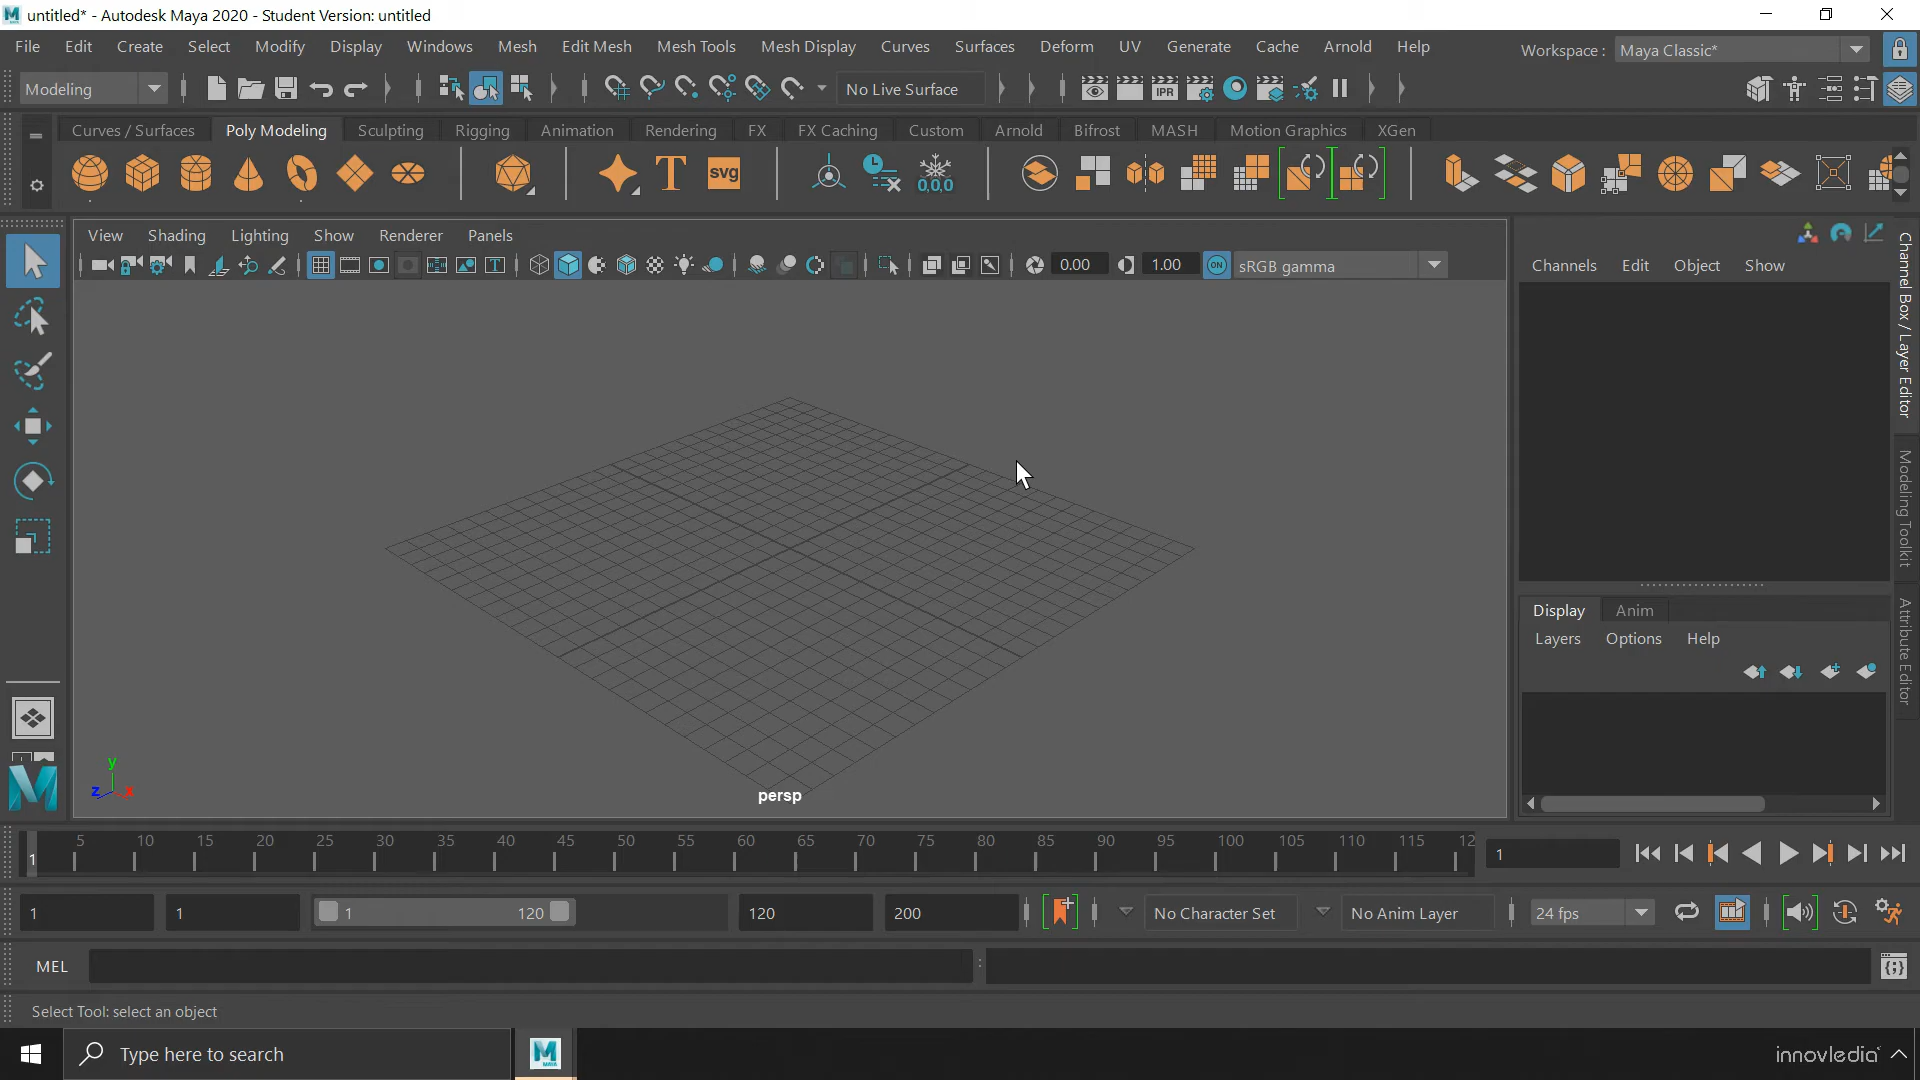 untitled* - Autodesk Maya 2020 - Student Version: untitled
File Edit Create Select Modify Display Windows Mesh Edit Mesh Mesh Tools Mesh Display Curves Surfaces Deform UV Generate Cache Arnold Help
Workspace : Maya Classic*
Modeling
No Live Surface
IPR
Curves / Surfaces Poly Modeling Sculpting Rigging Animation Rendering FX FX Caching Custom Arnold Bifrost MASH Motion Graphics XGen
T
svg
0,0,0
View Shading Lighting Show Renderer Panels
0.00 1.00 ON sRGB gamma
Channels Edit Object Show
Channel Box / Layer Editor
Modeling Toolkit
Attribute Editor
Display Anim
Layers Options Help
y
z x
persp
5 10 15 20 25 30 35 40 45 50 55 60 65 70 75 80 85 90 95 100 105 110 115 12
1
1
1 1 1 120 120 200 No Character Set No Anim Layer 24 fps
MEL
Select Tool: select an object
Type here to search
innovledia